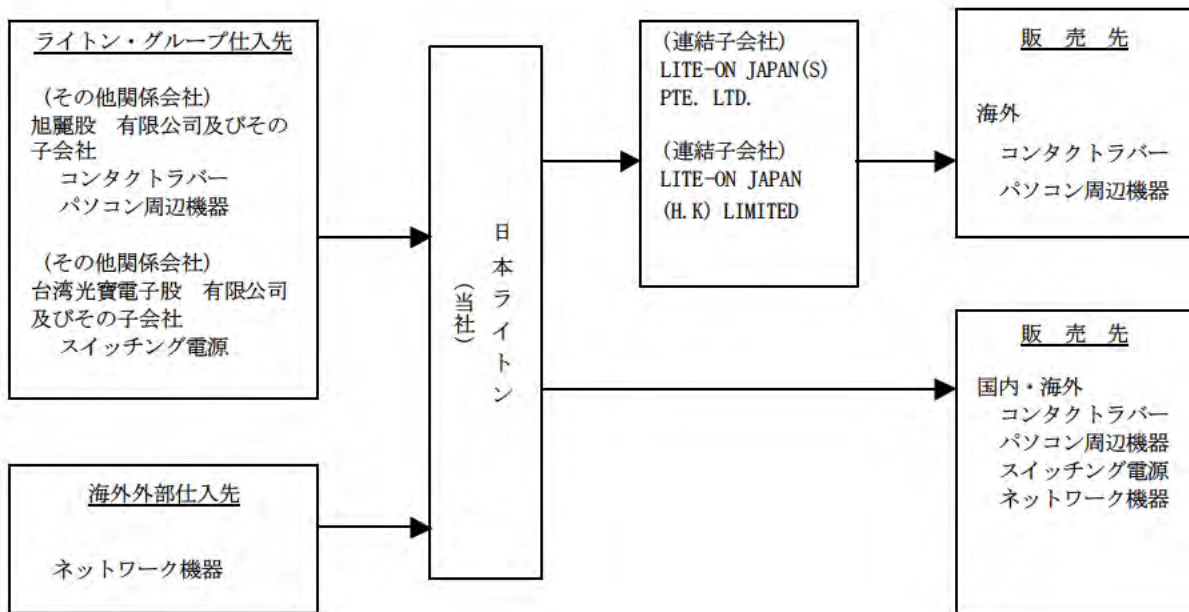 ライトン・グループ仕入先
(その他関係会社)
旭麗股 有限公司及びその
子会社
コンタクトラバー
パソコン周辺機器
(その他関係会社)
台湾光寶電子股 有限公司
及びその子会社
スイッチング電源
海外外部仕入先
ネットワーク機器
日本ライトン
(当社)
(連結子会社)
LITE-ON JAPAN(S)
PTE. LTD.
(連結子会社)
LITE-ON JAPAN
(H.K) LIMITED
販 売 先
海外
コンタクトラバー
パソコン周辺機器
販 売 先
国内・海外
コンタクトラバー
パソコン周辺機器
スイッチング電源
ネットワーク機器